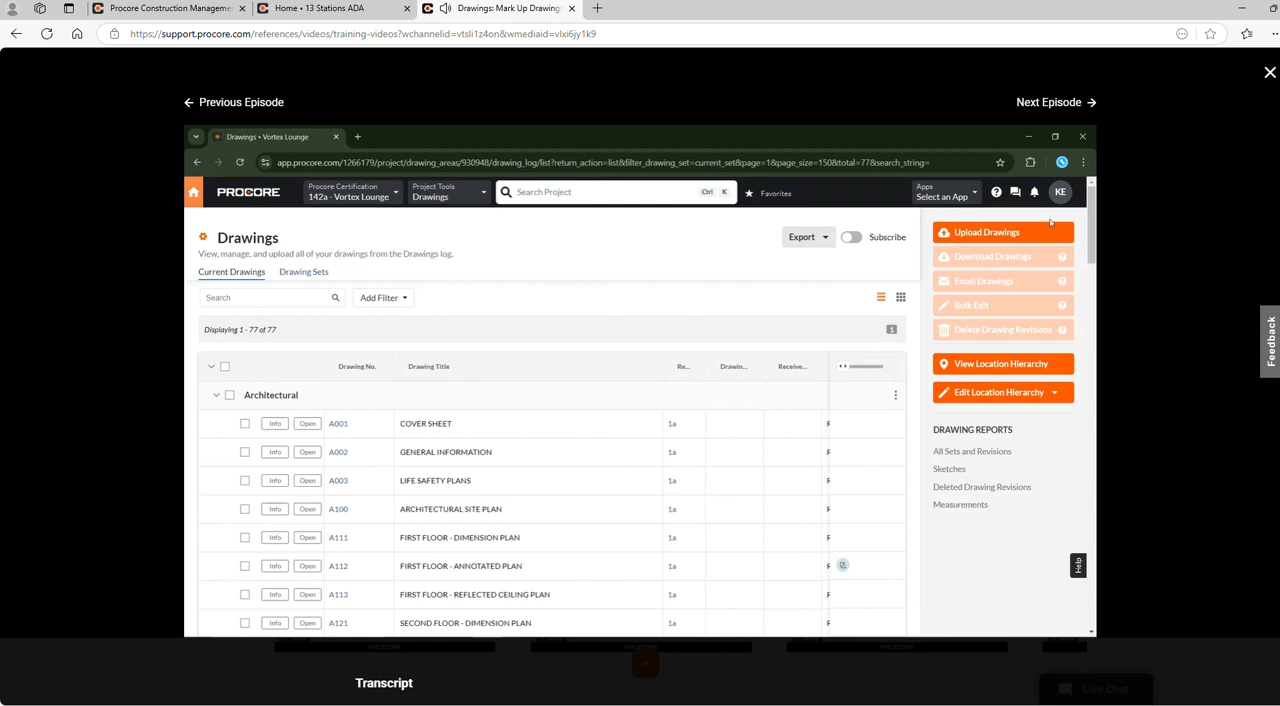 Procore Construction Manageme
Home • 13 Stations ADA
Drawings: Mark Up Drawing
https://support.procore.com/references/videos/training-videos?wchannelid=vtsli1z4on&wmediaid=vlxi6jy1k9
← Previous Episode
Next Episode →
Drawings • Vortex Lounge
app.procore.com/1266179/project/drawing_areas/930948/drawing_log/list?return_action=list&filter_drawing_set=current_set&page=1&page_size=150&total=77&search_string=
PROCORE
Procore Certification
142a - Vortex Lounge
Project Tools
Drawings
Search Project
Ctrl K
Favorites
Apps
Select an App
KE
Drawings
Export
Subscribe
View, manage, and upload all of your drawings from the Drawings log.
Current Drawings
Drawing Sets
Search
Add Filter
Displaying 1 - 77 of 77
1
Drawing No. Drawing Title Re... Drawin... Receive...
Architectural
Info Open A001 COVER SHEET 1a
Info Open A002 GENERAL INFORMATION 1a
Info Open A003 LIFE SAFETY PLANS 1a
Info Open A100 ARCHITECTURAL SITE PLAN 1a
Info Open A111 FIRST FLOOR - DIMENSION PLAN 1a
Info Open A112 FIRST FLOOR - ANNOTATED PLAN 1a
Info Open A113 FIRST FLOOR - REFLECTED CEILING PLAN 1a
Info Open A121 SECOND FLOOR - DIMENSION PLAN 1a
Upload Drawings
Download Drawings
Email Drawings
Bulk Edit
Delete Drawing Revisions
View Location Hierarchy
Edit Location Hierarchy
DRAWING REPORTS
All Sets and Revisions
Sketches
Deleted Drawing Revisions
Measurements
Help
Feedback
PROCORE
PROCORE
PROCORE
Transcript
Live Chat